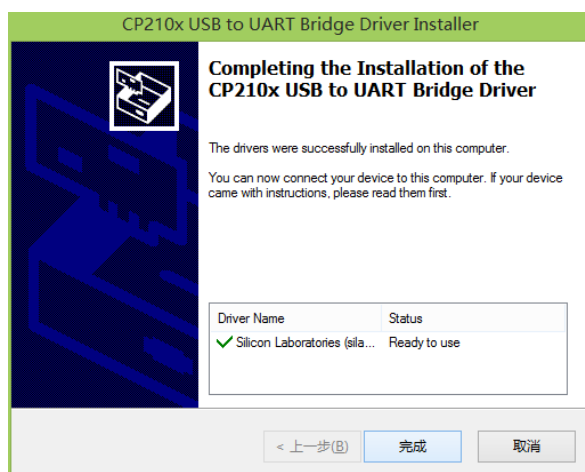 CP210x USB to UART Bridge Driver Installer
Completing the Installation of the
CP210x USB to UART Bridge Driver
The drivers were successfully installed on this computer.
You can now connect your device to this computer. If your device
came with instructions, please read them first.
Driver Name Status
Silicon Laboratories (sila... Ready to use
< 上一步(B) 完成 取消